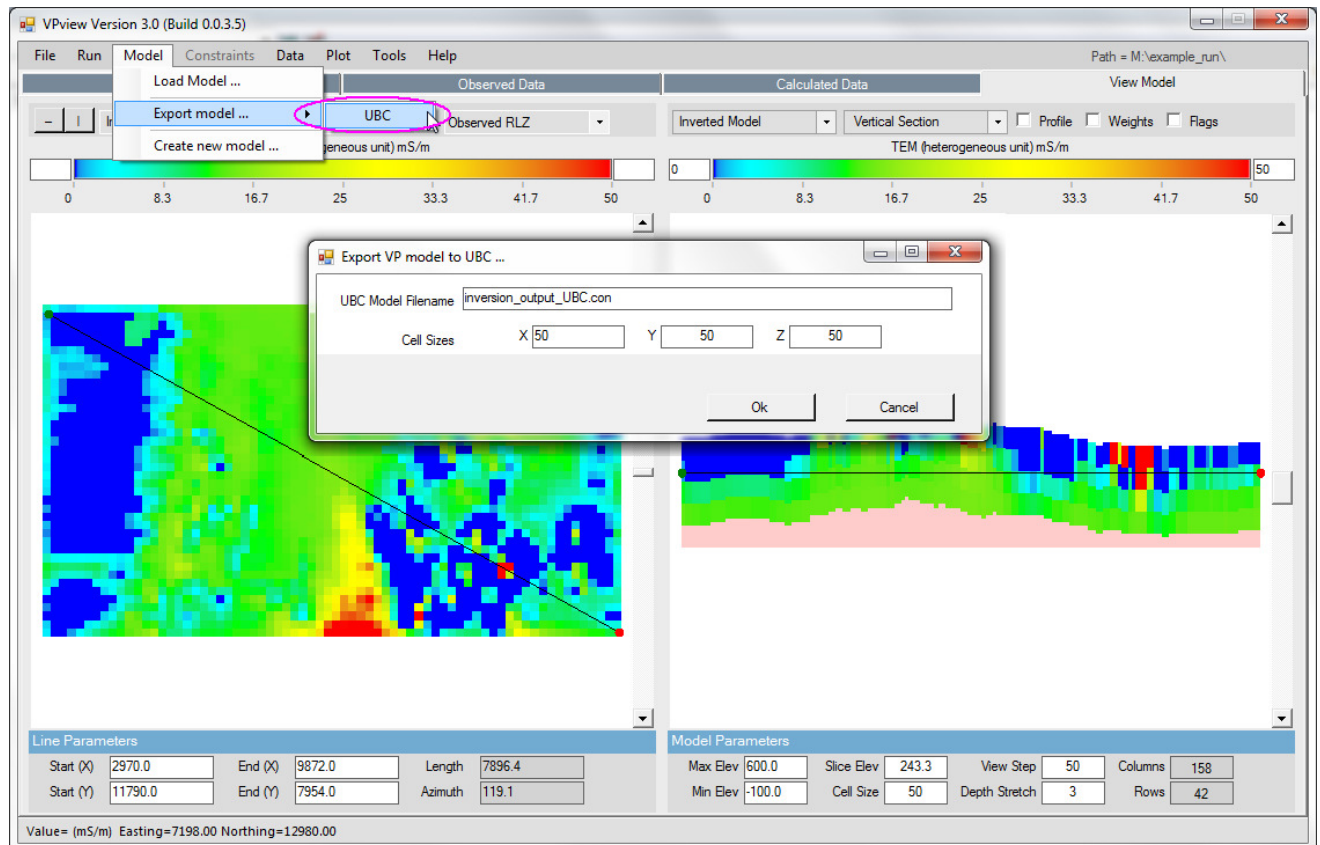 VPview Version 3.0 (Build 0.0.3.5)
File Run Model Constraints Data Plot Tools Help Path = M:\example_run\
Load Model ...
Export model ...
Create new model ...
UBC
Observed Data Calculated Data View Model
Observed RLZ Inverted Model Vertical Section Profile Weights Flags
geneous unit) mS/m TEM (heterogeneous unit) mS/m
0 50
0 8.3 16.7 25 33.3 41.7 50 0 8.3 16.7 25 33.3 41.7 50
Export VP model to UBC ...
UBC Model Filename inversion_output_UBC.con
Cell Sizes X 50 Y 50 Z 50
Ok Cancel
Line Parameters Model Parameters
Start (X) 2970.0 End (X) 9872.0 Length 7896.4 Max Elev 600.0 Slice Elev 243.3 View Step 50 Columns 158
Start (Y) 11790.0 End (Y) 7954.0 Azimuth 119.1 Min Elev -100.0 Cell Size 50 Depth Stretch 3 Rows 42
Value= (mS/m) Easting=7198.00 Northing=12980.00